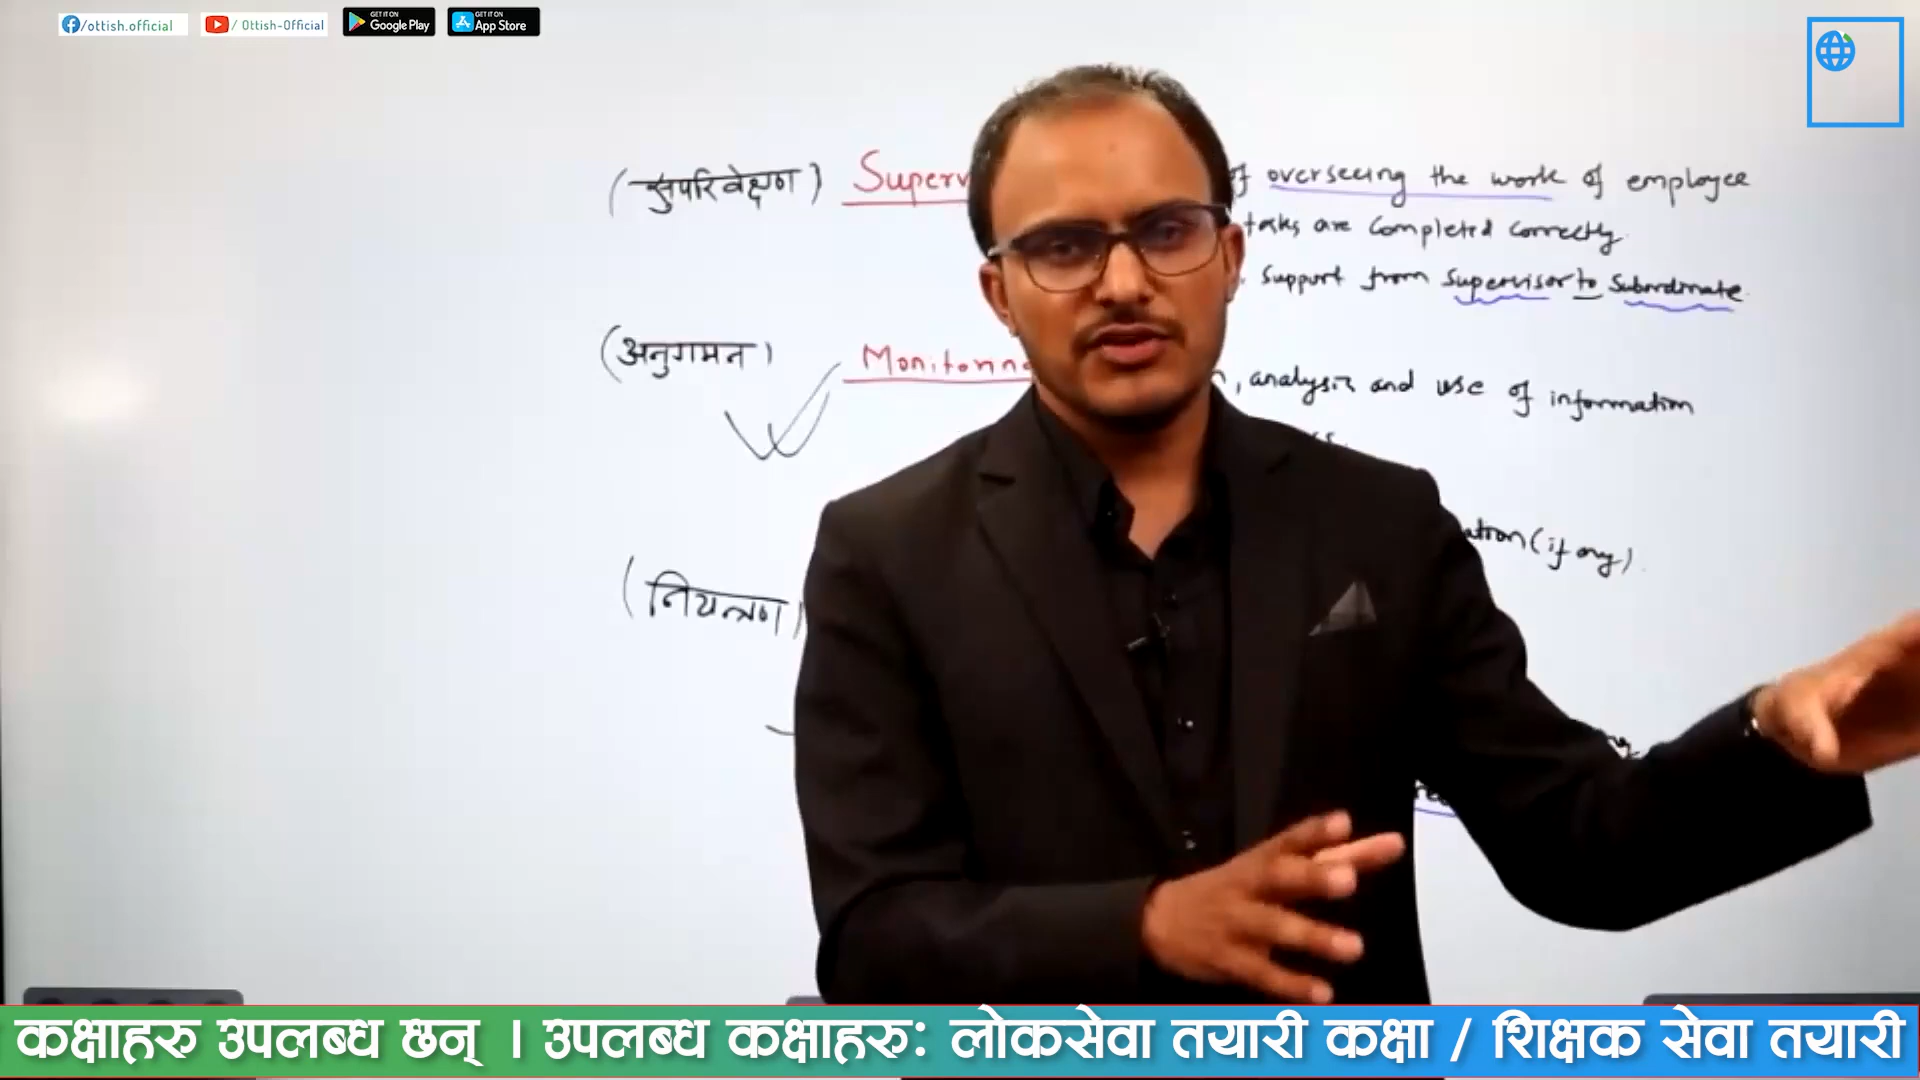 /ottish.official
/ Ottish-Official
GET IT ON
Google Play
GET IT ON
App Store
(सुपरिवेक्षण) Superv
of overseeing the work of employee
tasks are completed correctly.
support from supervisor to subordinate.
(अनुगमन) Monitoring
, analysis and use of information
(if any).
(नियन्त्रण)
कक्षाहरु उपलब्ध छन् । उपलब्ध कक्षाहरु: लोकसेवा तयारी कक्षा / शिक्षक सेवा तयारी